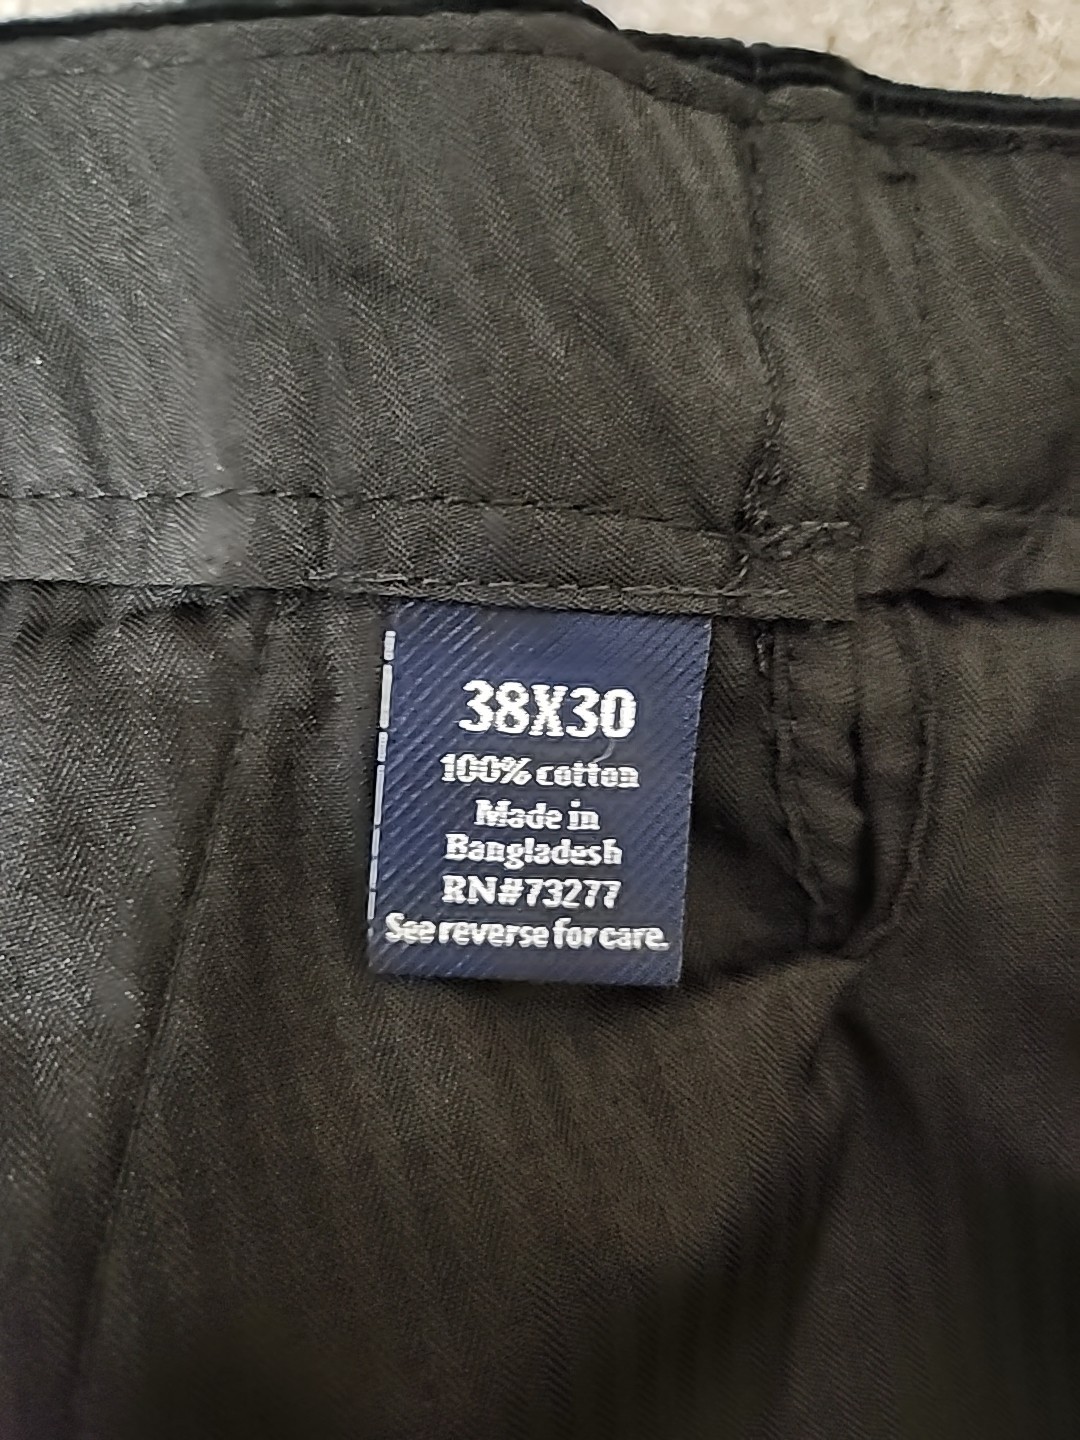 38X30
100% cotton
Made in
Bangladesh
RN#73277
See reverse for care.